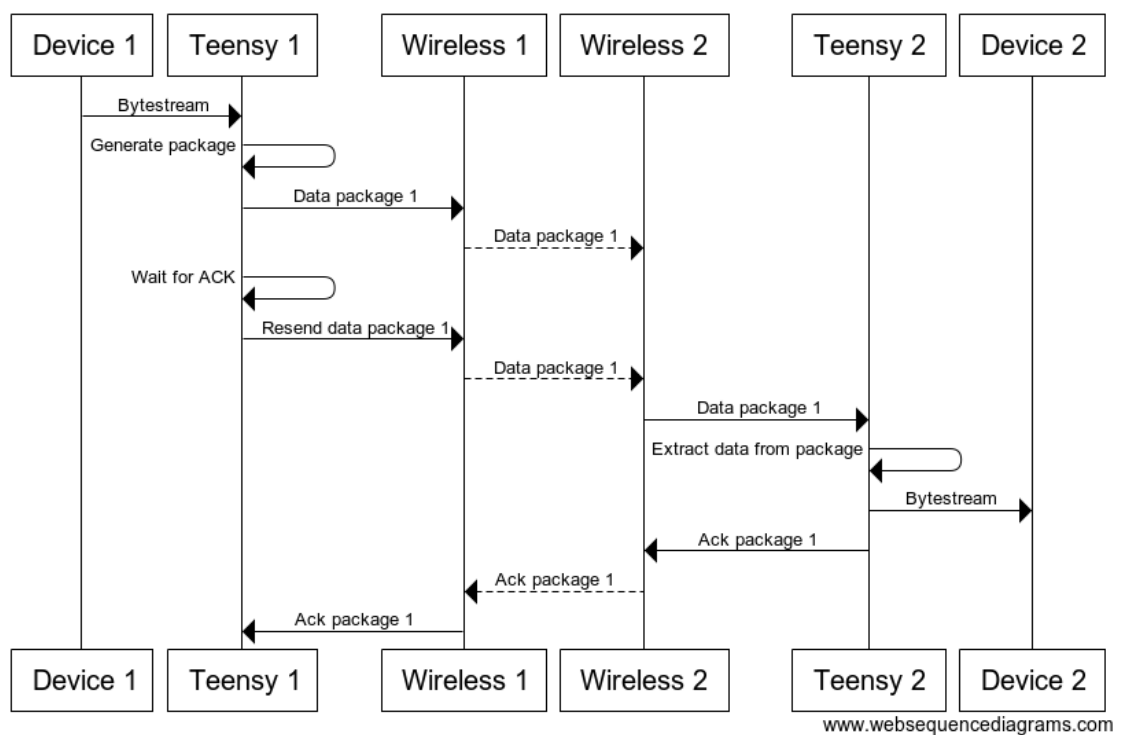 Device 1 Teensy 1 Wireless 1 Wireless 2 Teensy 2 Device 2
Bytestream
Generate package
Data package 1
Data package 1
Wait for ACK
Resend data package 1
Data package 1
Data package 1
Extract data from package
Bytestream
Ack package 1
Ack package 1
Ack package 1
Device 1 Teensy 1 Wireless 1 Wireless 2 Teensy 2 Device 2
www.websequencediagrams.com